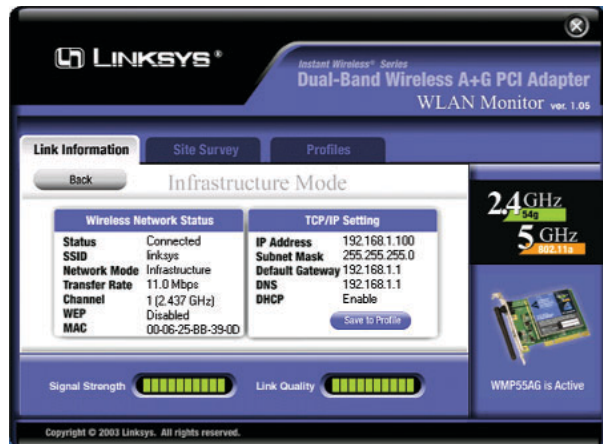 LINKSYS®
Instant Wireless® Series
Dual-Band Wireless A+G PCI Adapter
WLAN Monitor ver. 1.05
Link Information
Site Survey
Profiles
Back
Infrastructure Mode
Wireless Network Status
Status Connected
SSID linksys
Network Mode Infrastructure
Transfer Rate 11.0 Mbps
Channel 1 (2.437 GHz)
WEP Disabled
MAC 00-06-25-BB-39-0D
TCP/IP Setting
IP Address 192.168.1.100
Subnet Mask 255.255.255.0
Default Gateway 192.168.1.1
DNS 192.168.1.1
DHCP Enable
Save to Profile
2.4GHz
54g
5 GHz
802.11a
Signal Strength
Link Quality
WMP55AG is Active
Copyright © 2003 Linksys. All rights reserved.